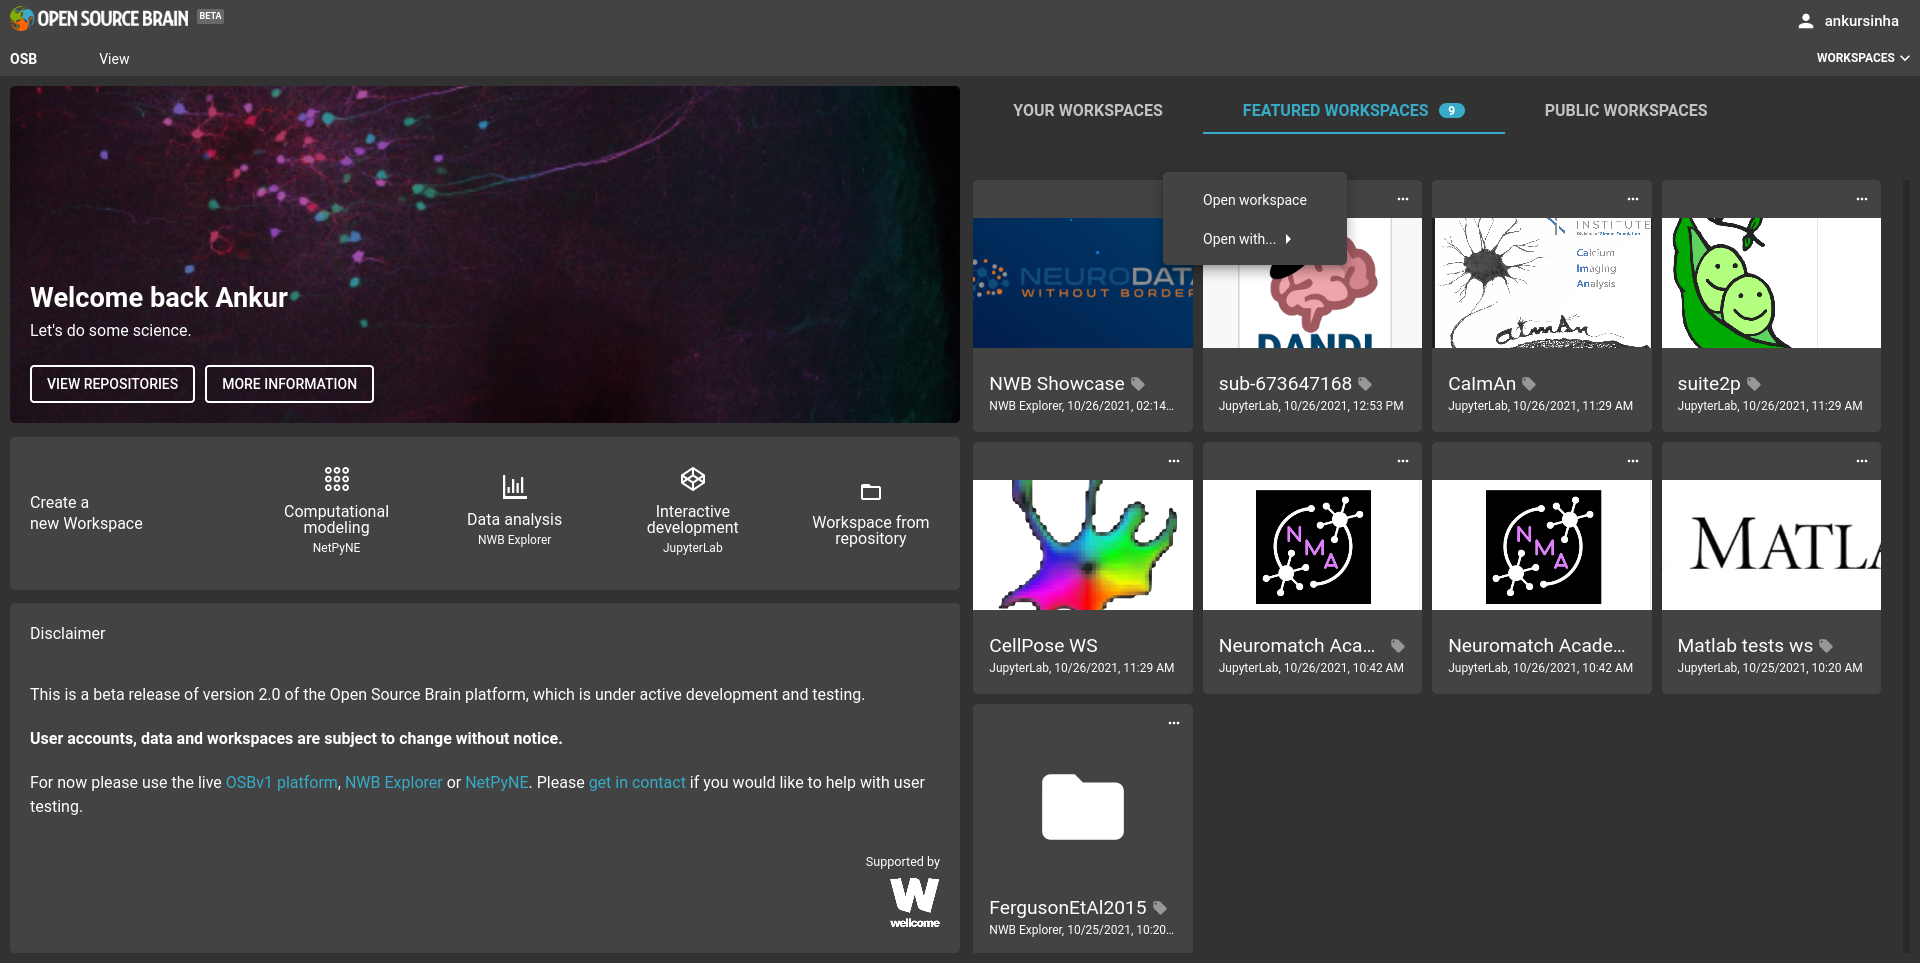 OPEN SOURCE BRAIN BETA
ankursinha
OSB View
WORKSPACES
Welcome back Ankur
Let's do some science.
VIEW REPOSITORIES MORE INFORMATION
Create a
new Workspace
Computational
modeling
NetPyNE
Data analysis
NWB Explorer
Interactive
development
JupyterLab
Workspace from
repository
Disclaimer
This is a beta release of version 2.0 of the Open Source Brain platform, which is under active development and testing.
User accounts, data and workspaces are subject to change without notice.
For now please use the live OSBv1 platform, NWB Explorer or NetPyNE. Please get in contact if you would like to help with user
testing.
Supported by
W
wellcome
YOUR WORKSPACES FEATURED WORKSPACES 9 PUBLIC WORKSPACES
Open workspace
Open with...
NEURODATA
WITHOUT BORDER
NWB Showcase
NWB Explorer, 10/26/2021, 02:14...
DANDI
sub-673647168
JupyterLab, 10/26/2021, 12:53 PM
INSTITUTE
Division of Simons Foundation
Calcium
Imaging
Analysis
CaImAn
CaImAn
JupyterLab, 10/26/2021, 11:29 AM
suite2p
JupyterLab, 10/26/2021, 11:29 AM
CellPose WS
JupyterLab, 10/26/2021, 11:29 AM
NMA
Neuromatch Aca...
JupyterLab, 10/26/2021, 10:42 AM
NMA
Neuromatch Acade...
JupyterLab, 10/26/2021, 10:42 AM
MATLA
Matlab tests ws
JupyterLab, 10/25/2021, 10:20 AM
FergusonEtAl2015
NWB Explorer, 10/25/2021, 10:20...